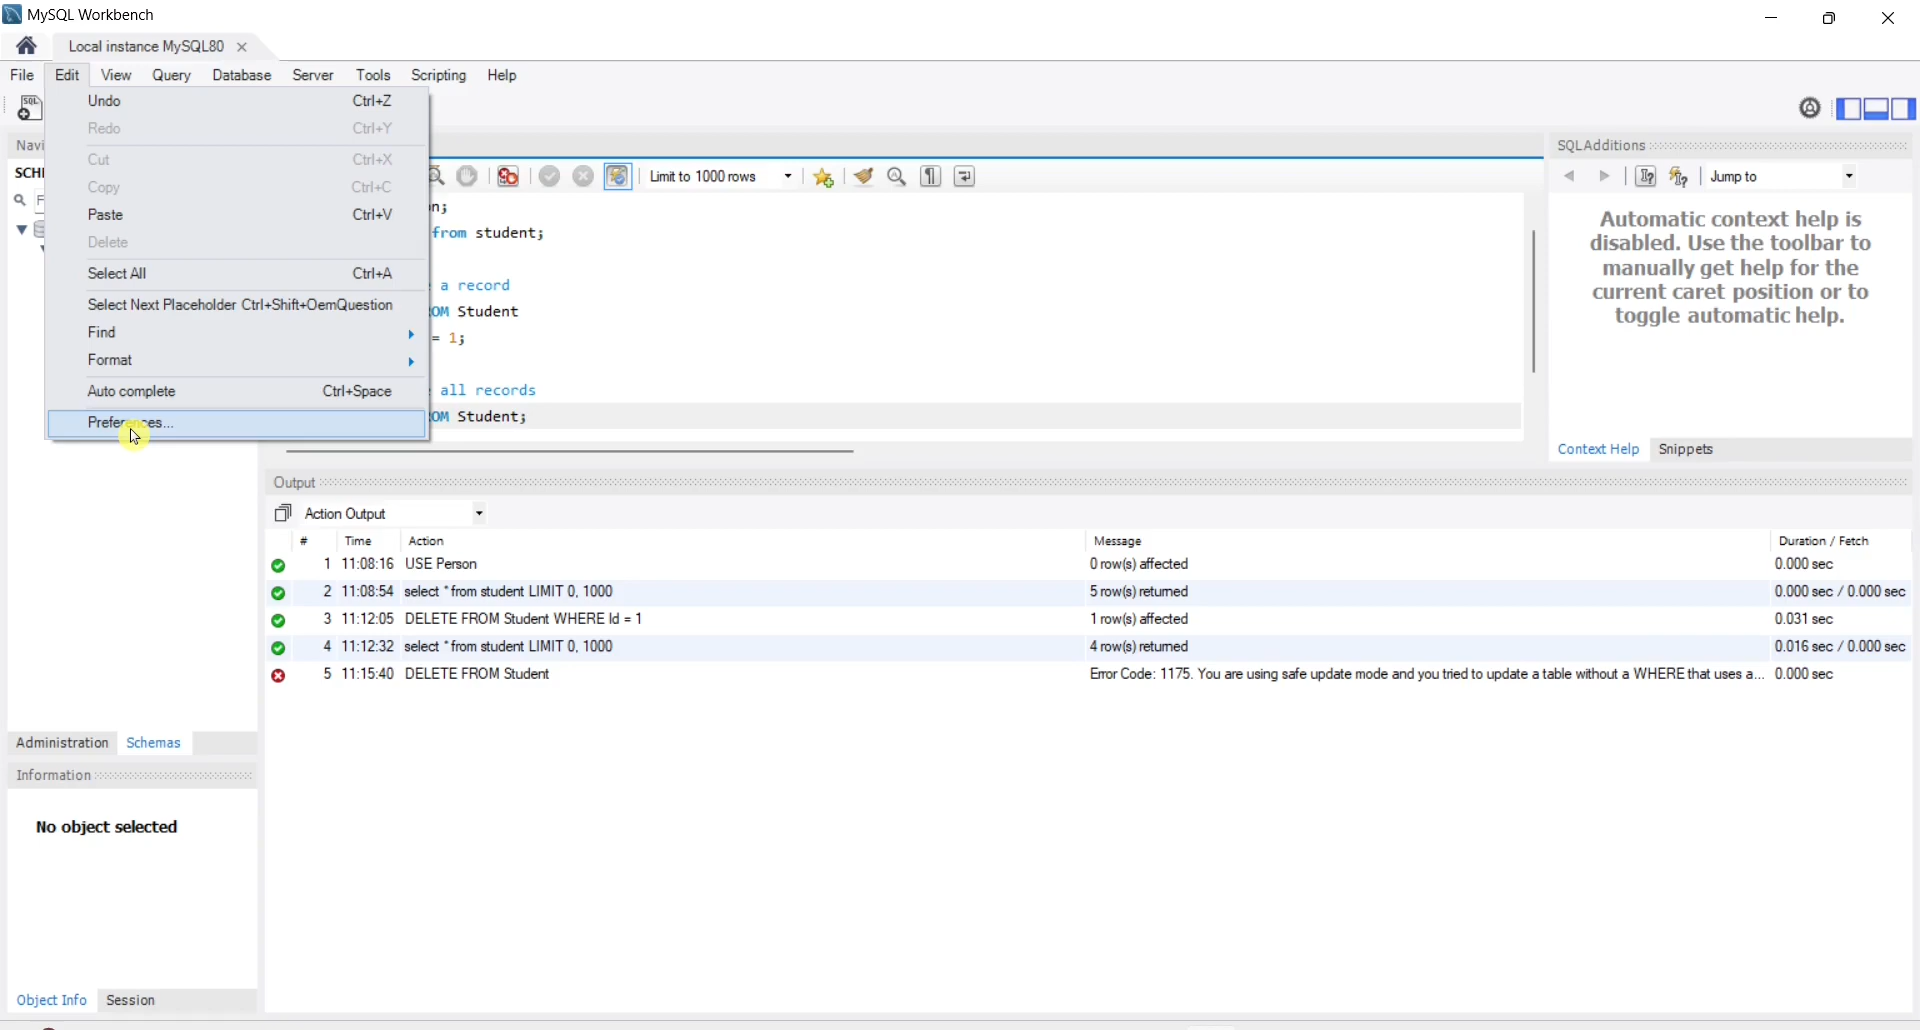 MySQL Workbench
Local instance MySQL80
File Edit View Query Database Server Tools Scripting Help
Undo Ctrl+Z
Redo Ctrl+Y
Cut Ctrl+X
Copy Ctrl+C
Paste Ctrl+V
Delete
Select All Ctrl+A
Select Next Placeholder Ctrl+Shift+OemQuestion
Find
Format
Auto complete Ctrl+Space
Preferences...
SQL
Navi
SCH
F
Limit to 1000 rows
n;
from student;
a record
OM Student
= 1;
all records
OM Student;
SQLAdditions
Jump to
Automatic context help is
disabled. Use the toolbar to
manually get help for the
current caret position or to
toggle automatic help.
Context Help Snippets
Output
Action Output
# Time Action Message Duration / Fetch
1 11:08:16 USE Person 0 row(s) affected 0.000 sec
2 11:08:54 select * from student LIMIT 0, 1000 5 row(s) returned 0.000 sec / 0.000 sec
3 11:12:05 DELETE FROM Student WHERE Id = 1 1 row(s) affected 0.031 sec
4 11:12:32 select * from student LIMIT 0, 1000 4 row(s) returned 0.016 sec / 0.000 sec
5 11:15:40 DELETE FROM Student Error Code: 1175. You are using safe update mode and you tried to update a table without a WHERE that uses a... 0.000 sec
Administration Schemas
Information
No object selected
Object Info Session